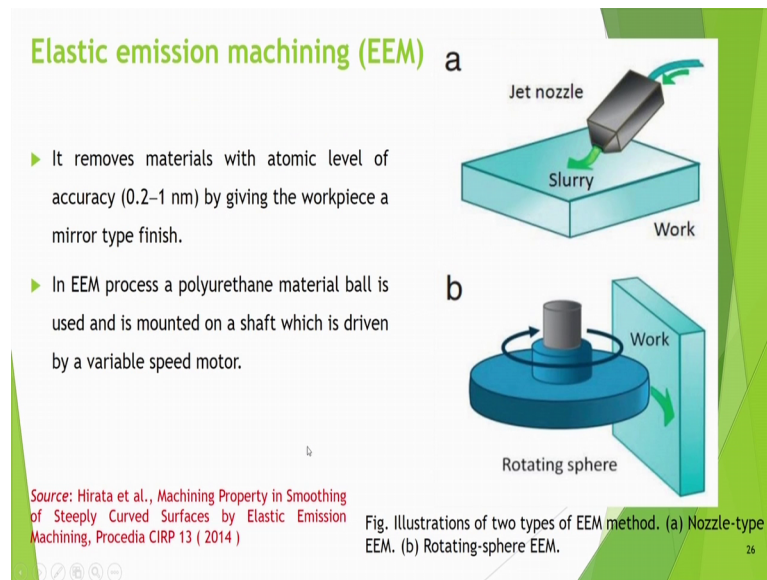 Elastic emission machining (EEM)
It removes materials with atomic level of
accuracy (0.2–1 nm) by giving the workpiece a
mirror type finish.
In EEM process a polyurethane material ball is
used and is mounted on a shaft which is driven
by a variable speed motor.
Source: Hirata et al., Machining Property in Smoothing
of Steeply Curved Surfaces by Elastic Emission
Machining, Procedia CIRP 13 ( 2014 )
a
Jet nozzle
Slurry
Work
b
Work
Rotating sphere
Fig. Illustrations of two types of EEM method. (a) Nozzle-type
EEM. (b) Rotating-sphere EEM.
26